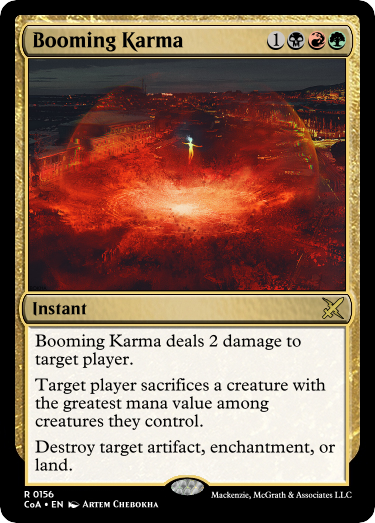 Booming Karma 1
Instant
Booming Karma deals 2 damage to
target player.
Target player sacrifices a creature with
the greatest mana value among
creatures they control.
Destroy target artifact, enchantment, or
land.
R 0156
CoA • EN Artem Chebokha
Mackenzie, McGrath & Associates LLC